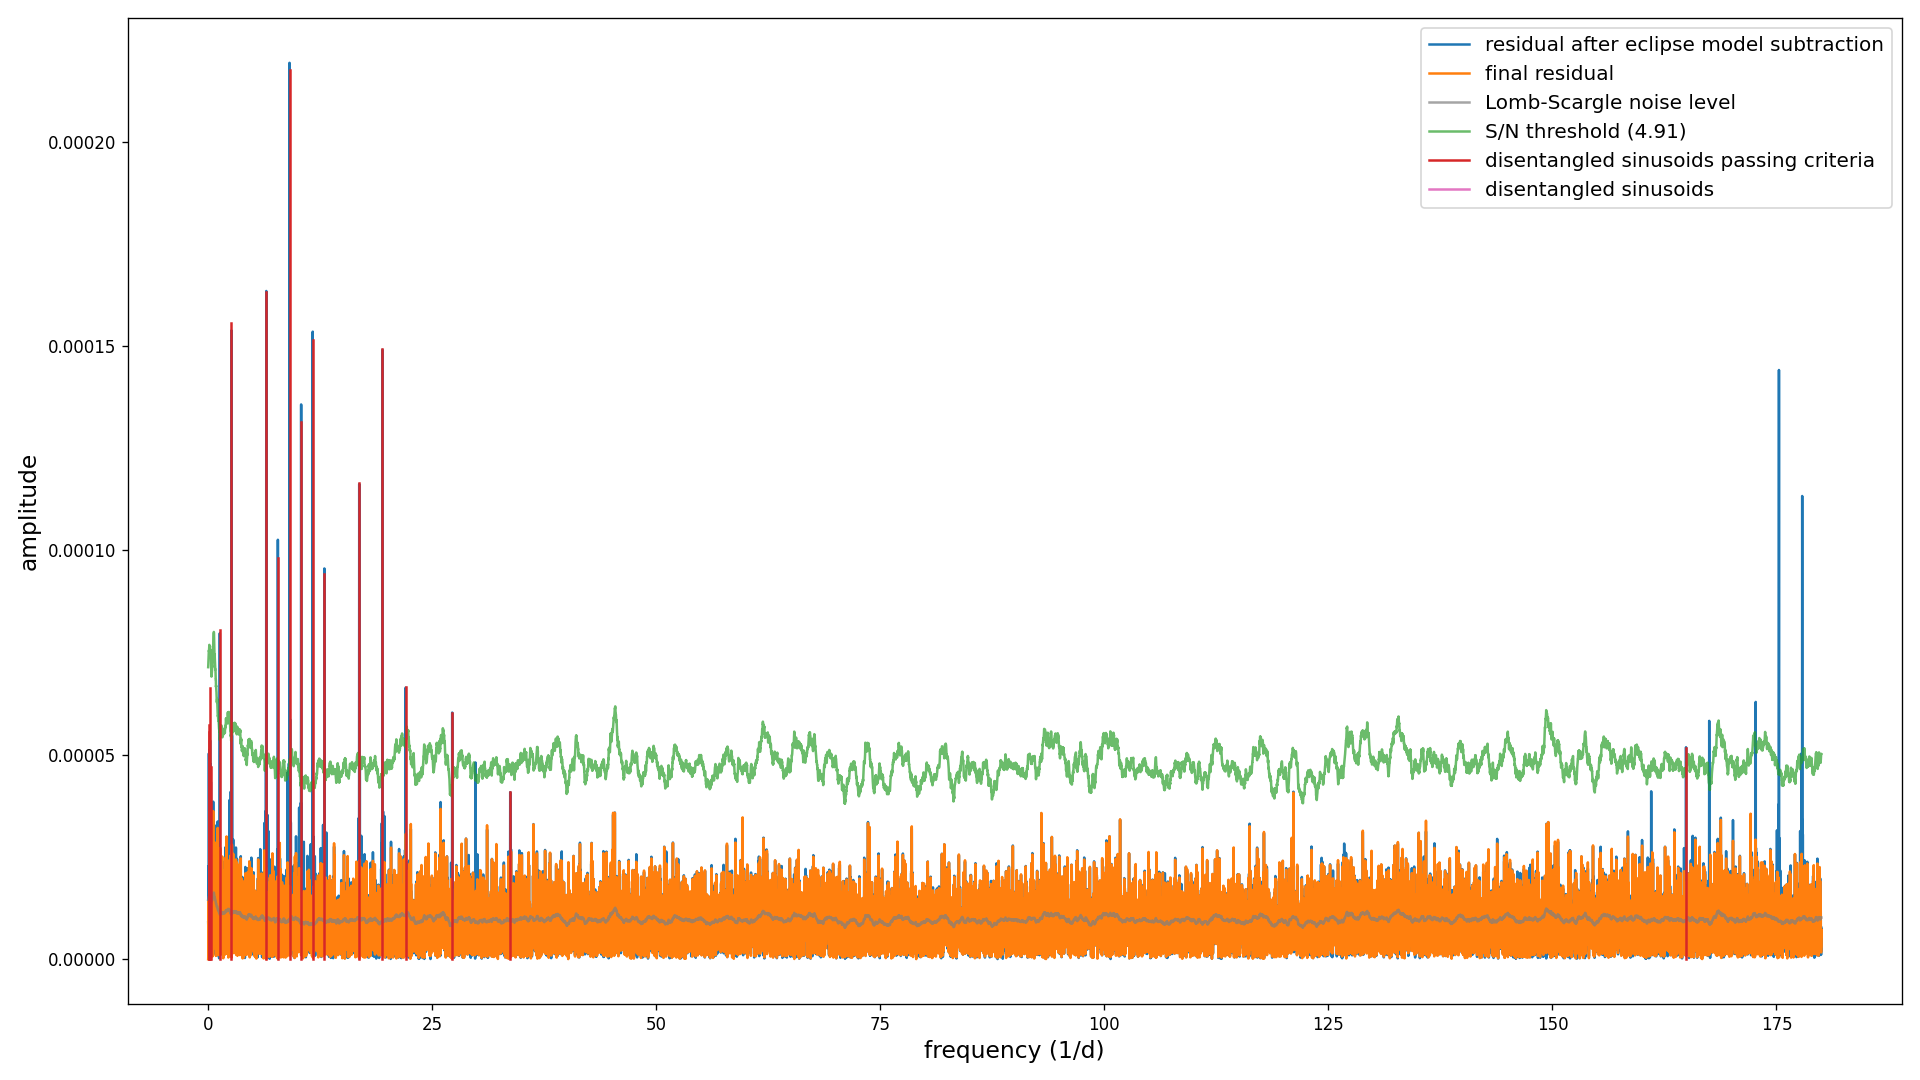 residual after eclipse model subtraction
final residual
Lomb-Scargle noise level
S/N threshold (4.91)
disentangled sinusoids passing criteria
disentangled sinusoids
amplitude
0.00020
0.00015
0.00010
0.00005
0.00000
0 25 50 75 100 125 150 175
frequency (1/d)